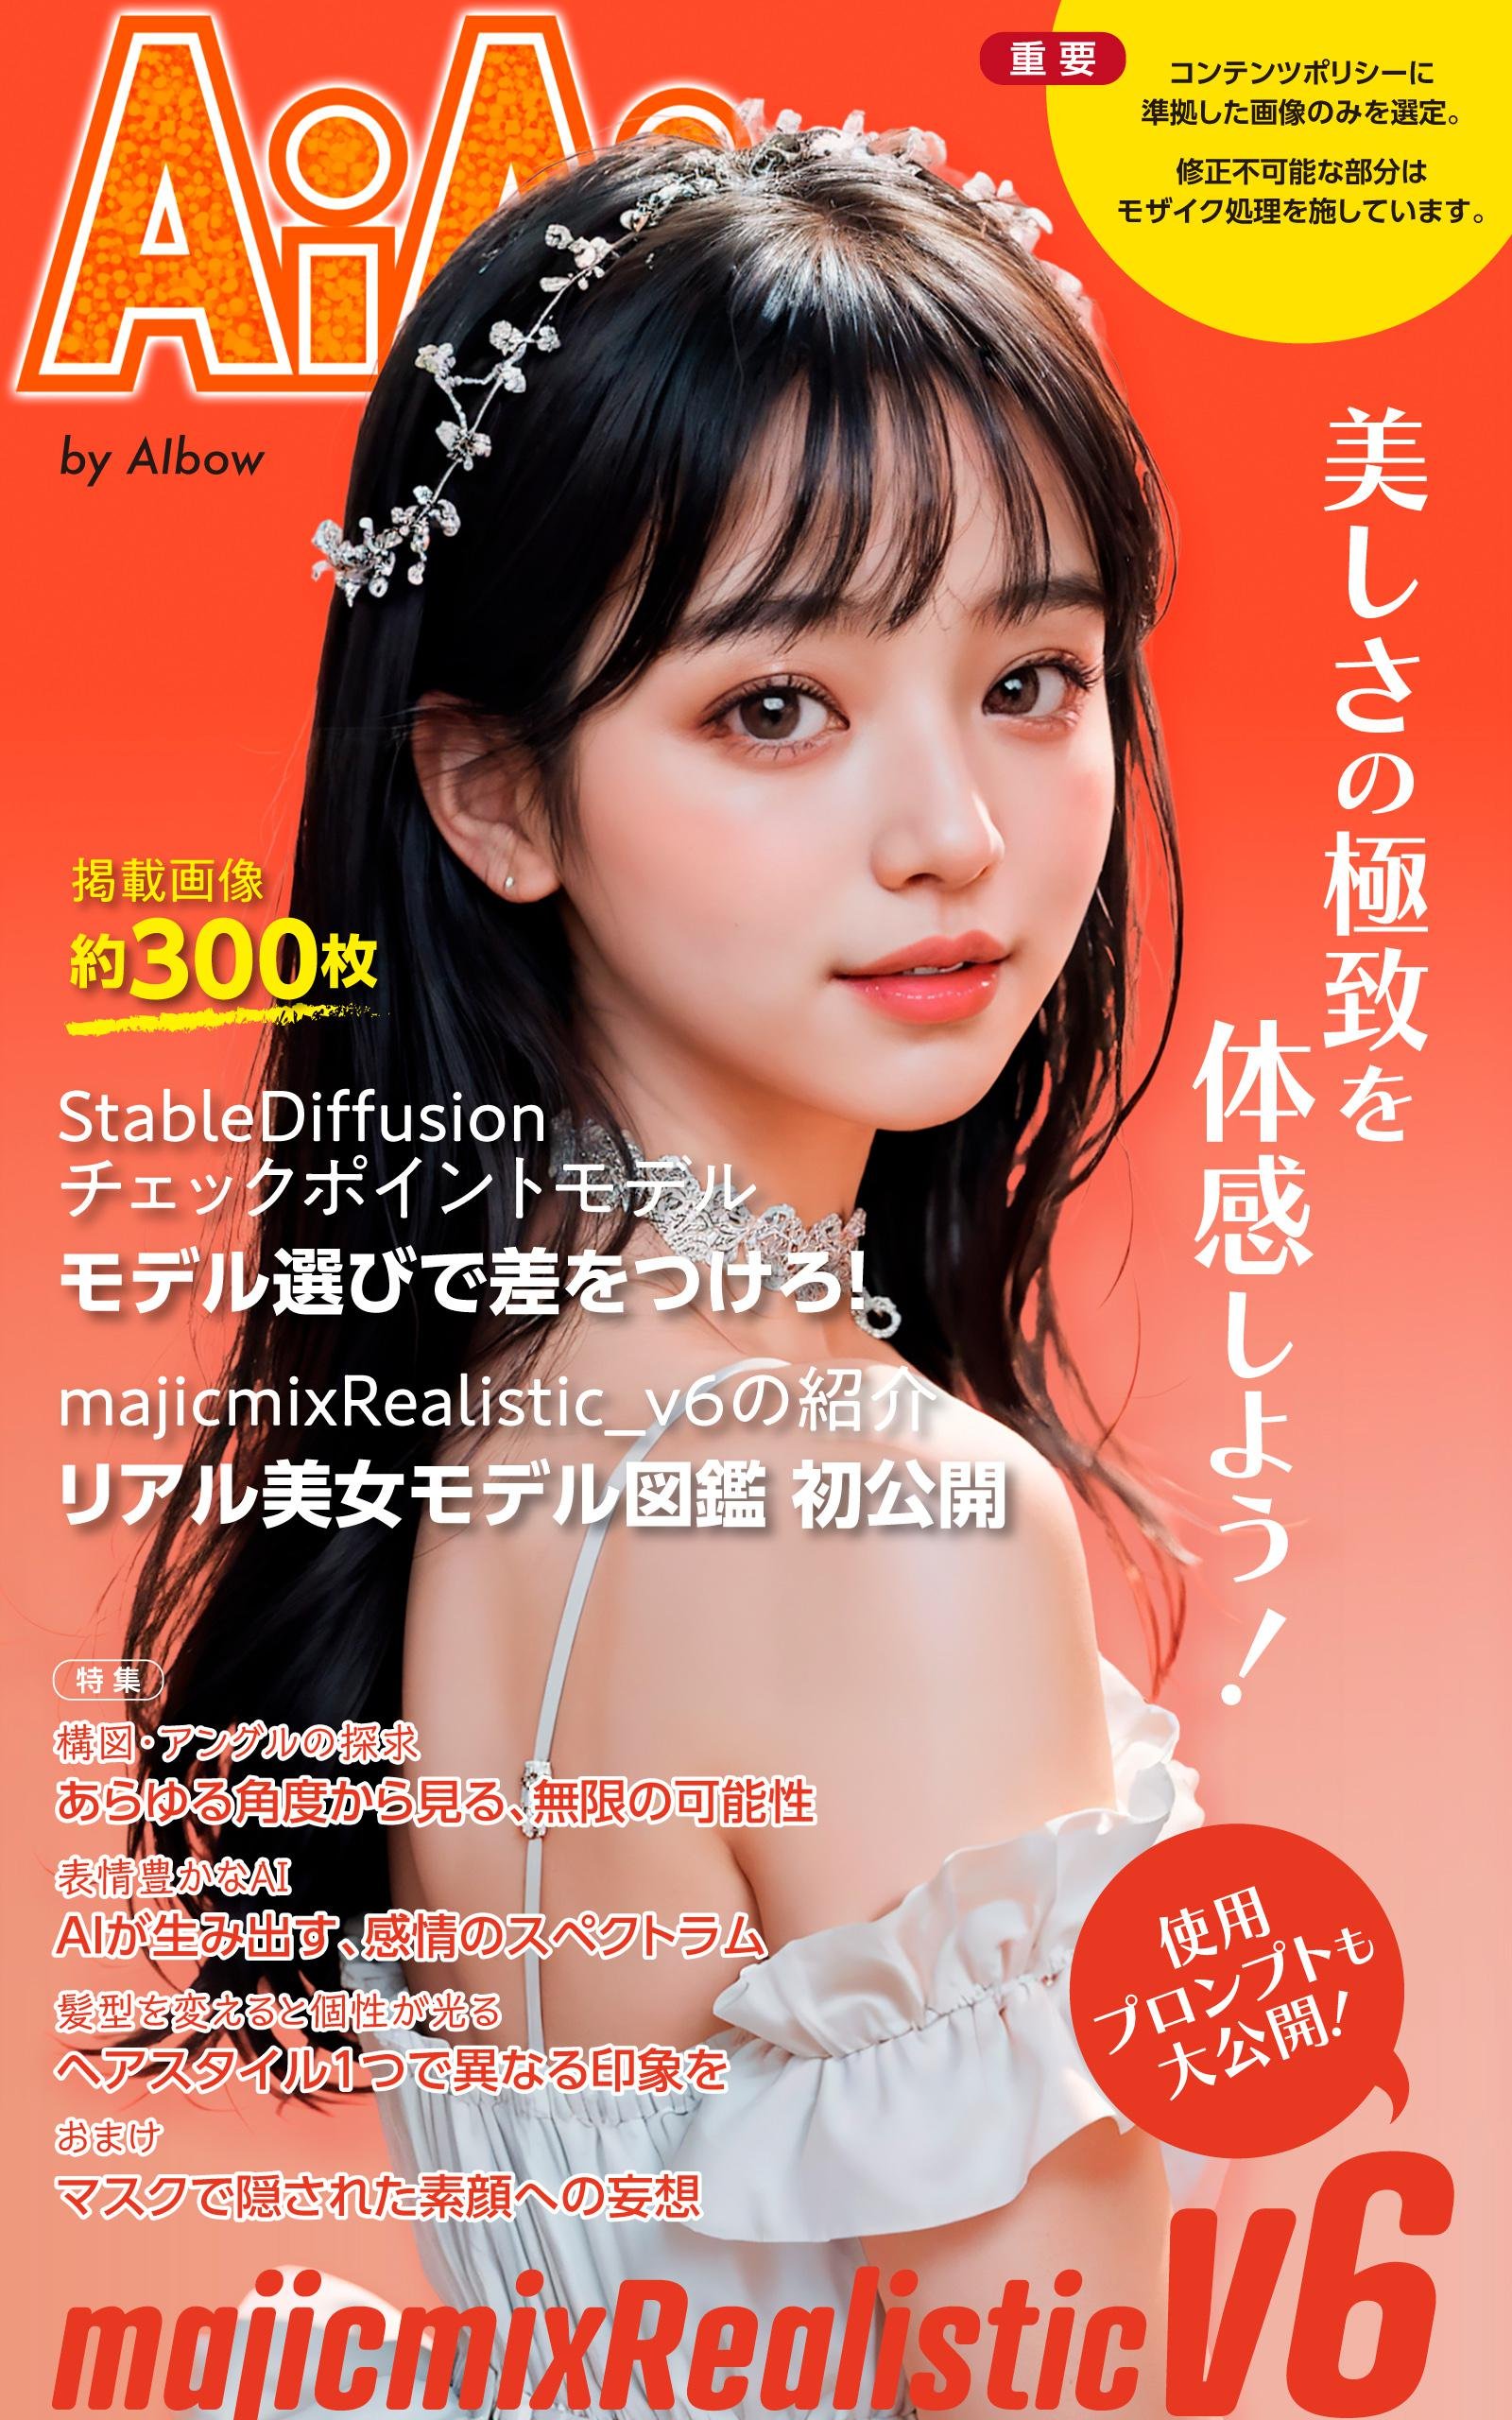 重要
コンテンツポリシーに
準拠した画像のみを選定。
修正不可能な部分は
モザイク処理を施しています。
by AIbow
美しさの極致を
体感しよう！
掲載画像
約300枚
StableDiffusion
チェックポイントモデル
モデル選びで差をつけろ!
majicmixRealistic_v6の紹介
リアル美女モデル図鑑 初公開
特集
構図・アングルの探求
あらゆる角度から見る、無限の可能性
表情豊かなAI
AIが生み出す、感情のスペクトラム
髪型を変えると個性が光る
ヘアスタイル1つで異なる印象を
おまけ
マスクで隠された素顔への妄想
使用
プロンプトも
大公開!
majicmixRealistic v6